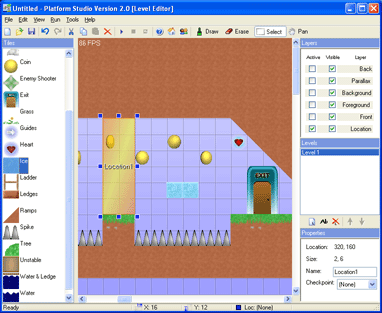 Untitled - Platform Studio Version 2.0 [Level Editor]
File Edit View Run Tools Help
Draw Erase Select Pan
Tiles
Coin
Enemy Shooter
Exit
Grass
Guides
Heart
Ice
Ladder
Ledges
Ramps
Spike
Tree
Unstable
Water & Ledge
Water
86 FPS
Location1
EXIT
Layers
Active Visible Layer
Back
Parallax
Background
Foreground
Front
Location
Levels
Level 1
Properties
Location: 320, 160
Size: 2, 6
Name: Location1
Checkpoint (None)
X: 16 Y: 12 Loc: (None)